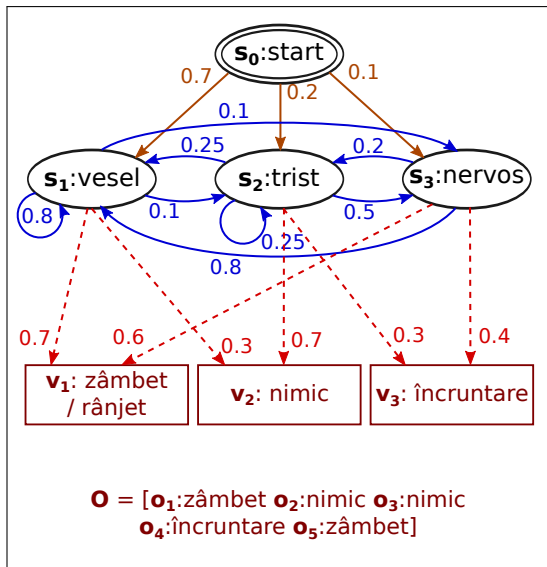 s0:start
0.7
0.2
0.1
0.1
0.25
0.2
s1:vesel
s2:trist
s3:nervos
0.8
0.1
0.25
0.5
0.8
0.7
0.6
0.3
0.7
0.3
0.4
v1: zâmbet
/ rânjet
v2: nimic
v3: încruntare
O = [o1:zâmbet o2:nimic o3:nimic
o4:încruntare o5:zâmbet]